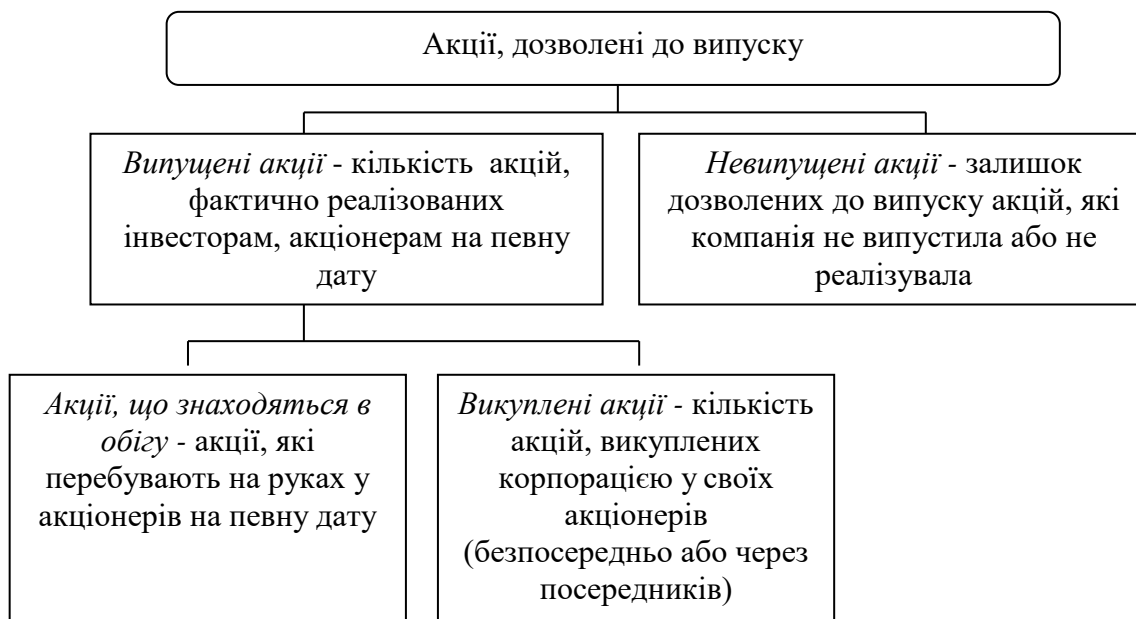 Акції, дозволені до випуску
Випущені акції - кількість акцій,
фактично реалізованих
інвесторам, акціонерам на певну
дату
Невипущені акції - залишок
дозволених до випуску акцій, які
компанія не випустила або не
реалізувала
Акції, що знаходяться в
обігу - акції, які
перебувають на руках у
акціонерів на певну дату
Викуплені акції - кількість
акцій, викуплених
корпорацією у своїх
акціонерів
(безпосередньо або через
посередників)